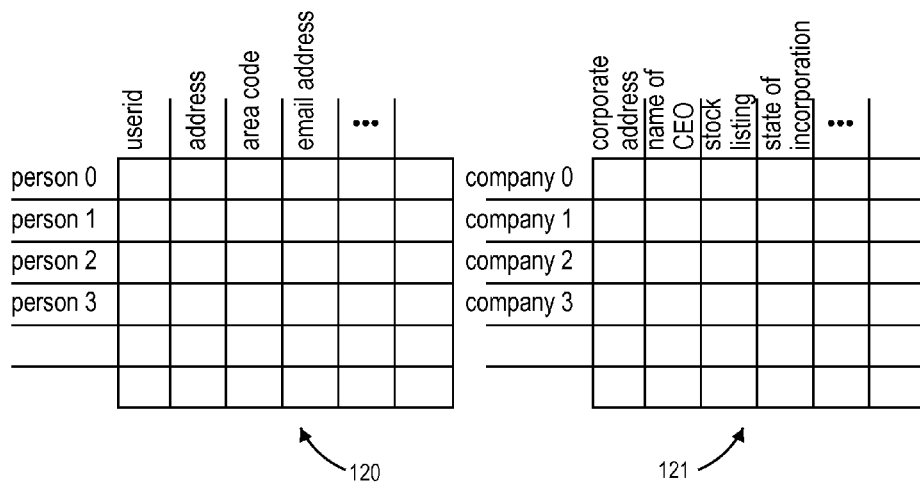 userid
address
area code
email address
•••
person 0
person 1
person 2
person 3
120
corporate
address
name of
CEO
stock
listing
state of
incorporation
•••
company 0
company 1
company 2
company 3
121